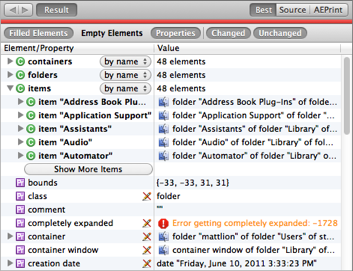 Result Best Source AEPrint
Filled Elements Empty Elements Properties Changed Unchanged
Element/Property Value
C containers by name 48 elements
C folders by name 48 elements
C items by name 48 elements
C item "Address Book Plu... folder "Address Book Plug-Ins" of folde...
C item "Application Support" folder "Application Support" of folder "...
C item "Assistants" folder "Assistants" of folder "Library" o...
C item "Audio" folder "Audio" of folder "Library" of fol...
C item "Automator" folder "Automator" of folder "Library" o...
Show More Items
bounds {-33, -33, 31, 31}
class folder
comment ""
completely expanded Error getting completely expanded: -1728
container folder "mattlion" of folder "Users" of st...
container window container window of folder "Library" of...
creation date date "Friday, June 10, 2011 3:33:23 PM"